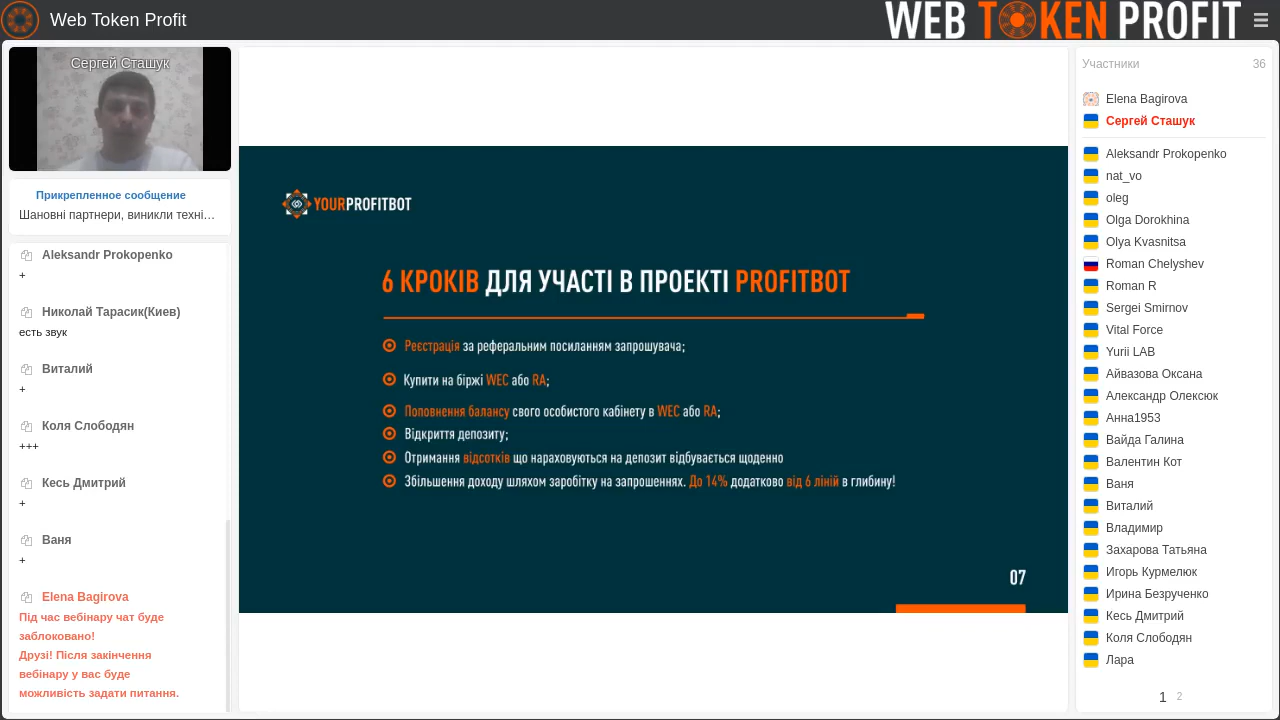 Web Token Profit
WEB TOKEN PROFIT
Сергей Сташук
Прикрепленное сообщение
Шановні партнери, виникли техні…
Aleksandr Prokopenko
+
Николай Тарасик(Киев)
есть звук
Виталий
+
Коля Слободян
+++
Кесь Дмитрий
+
Ваня
+
Elena Bagirova
Під час вебінару чат буде
заблоковано!
Друзі! Після закінчення
вебінару у вас буде
можливість задати питання.
YOURPROFITBOT
6 КРОКІВ ДЛЯ УЧАСТІ В ПРОЕКТІ PROFITBOT
Реєстрація за реферальним посиланням запрошувача;
Купити на біржі WEC або RA;
Поповнення балансу свого особистого кабінету в WEC або RA;
Відкриття депозиту;
Отримання відсотків що нараховуються на депозит відбувається щоденно
Збільшення доходу шляхом заробітку на запрошеннях. До 14% додатково від 6 ліній в глибину!
07
Участники 36
Elena Bagirova
Сергей Сташук
Aleksandr Prokopenko
nat_vo
oleg
Olga Dorokhina
Olya Kvasnitsa
Roman Chelyshev
Roman R
Sergei Smirnov
Vital Force
Yurii LAB
Айвазова Оксана
Александр Олексюк
Анна1953
Вайда Галина
Валентин Кот
Ваня
Виталий
Владимир
Захарова Татьяна
Игорь Курмелюк
Ирина Безрученко
Кесь Дмитрий
Коля Слободян
Лара
1 2